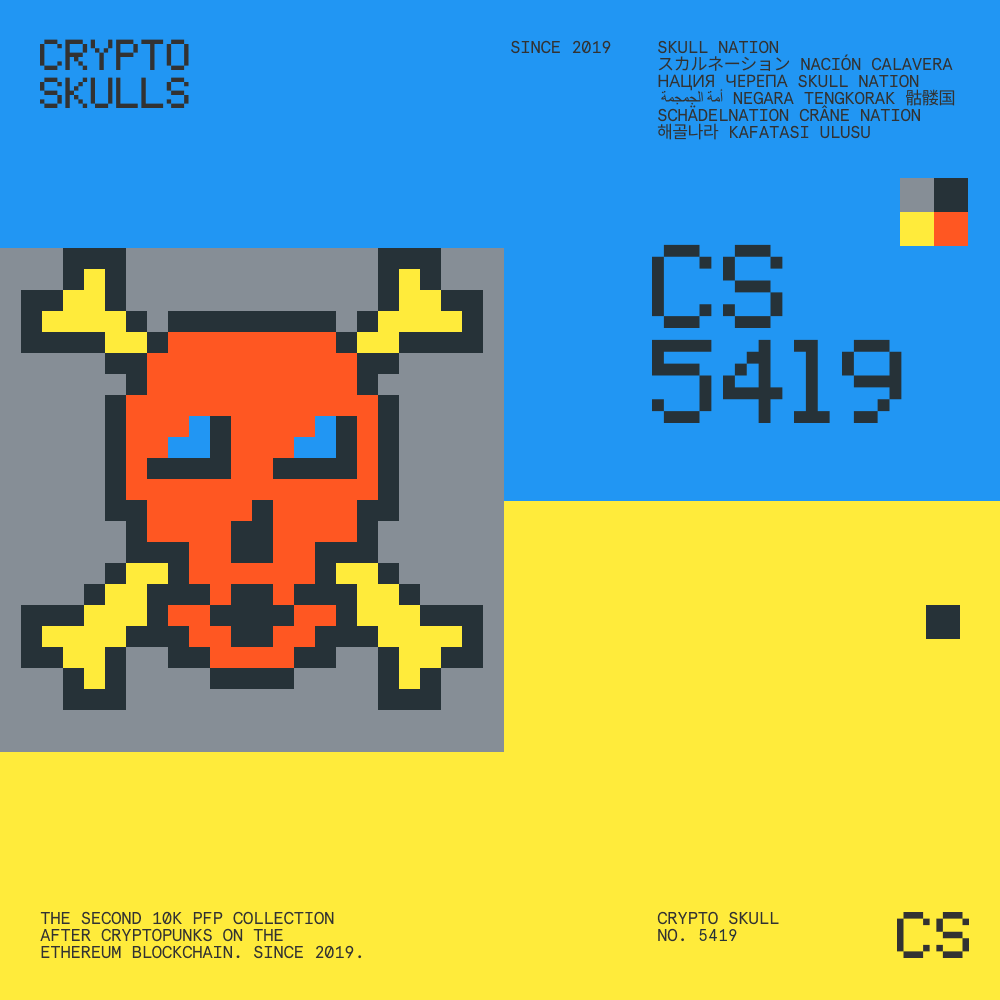 CRYPTO
SKULLS
SINCE 2019
SKULL NATION
スカルネーション NACIÓN CALAVERA
НАЦИЯ ЧЕРЕПА SKULL NATION
أمة الجمجمة NEGARA TENGKORAK 骷髅国
SCHÄDELNATION CRÂNE NATION
해골나라 KAFATASI ULUSU
CS
5419
THE SECOND 10K PFP COLLECTION
AFTER CRYPTOPUNKS ON THE
ETHEREUM BLOCKCHAIN. SINCE 2019.
CRYPTO SKULL
NO. 5419
CS